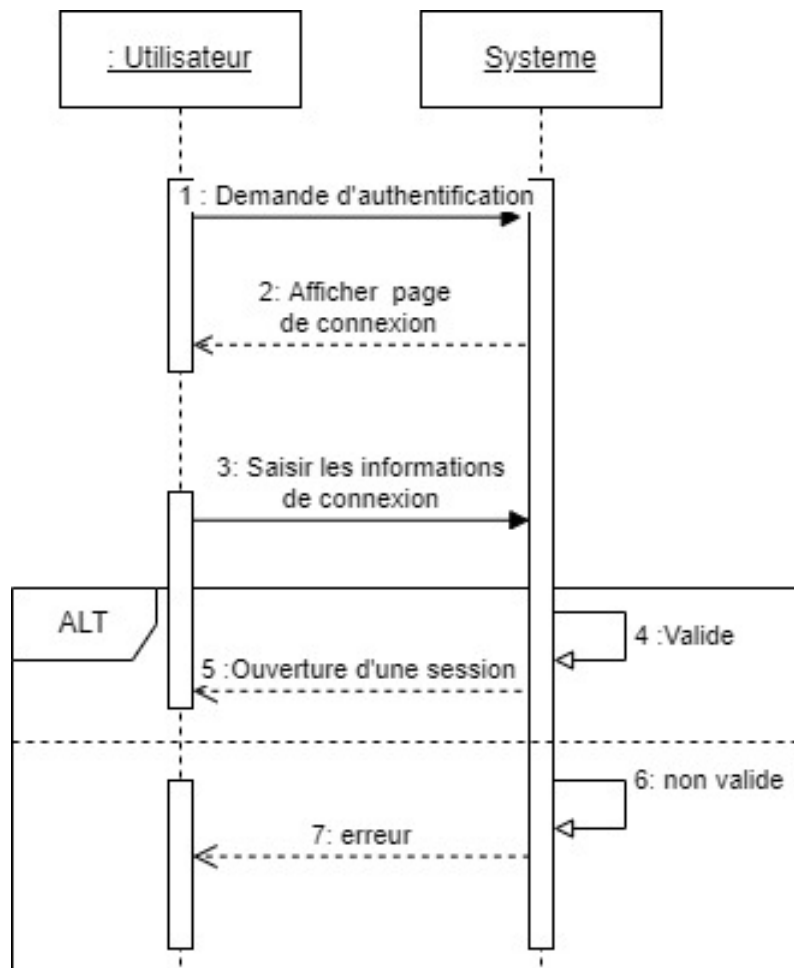 : Utilisateur
Systeme
1 : Demande d'authentification
2: Afficher page
de connexion
3: Saisir les informations
de connexion
ALT
4 :Valide
5 :Ouverture d'une session
6: non valide
7: erreur